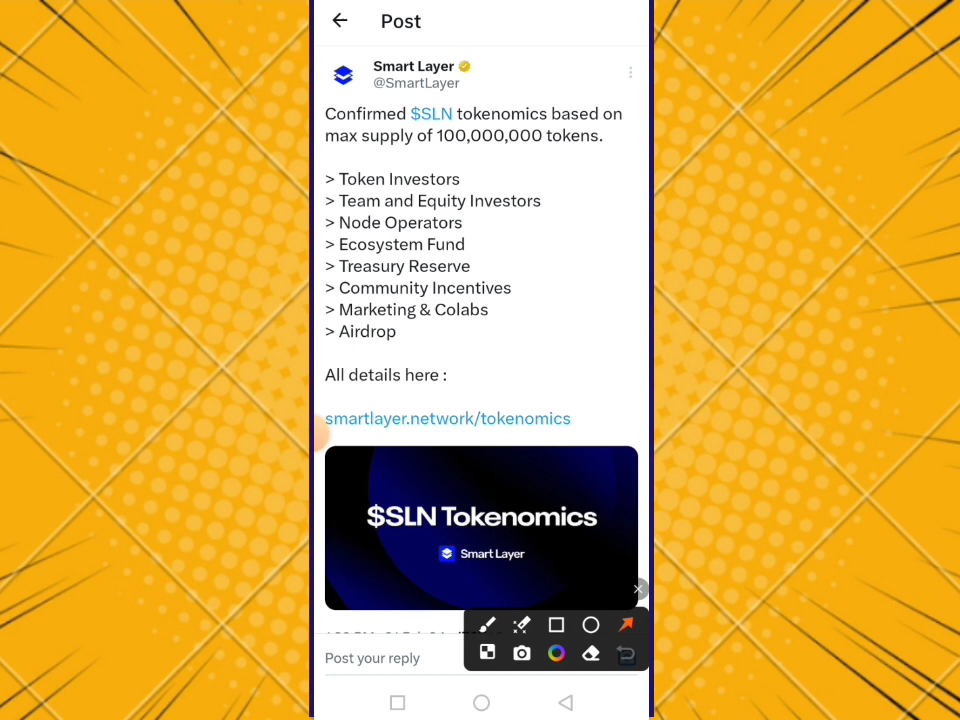 Post
Smart Layer
@SmartLayer
Confirmed $SLN tokenomics based on
max supply of 100,000,000 tokens.
> Token Investors
> Team and Equity Investors
> Node Operators
> Ecosystem Fund
> Treasury Reserve
> Community Incentives
> Marketing & Colabs
> Airdrop
All details here :
smartlayer.network/tokenomics
$SLN Tokenomics
Smart Layer
Post your reply